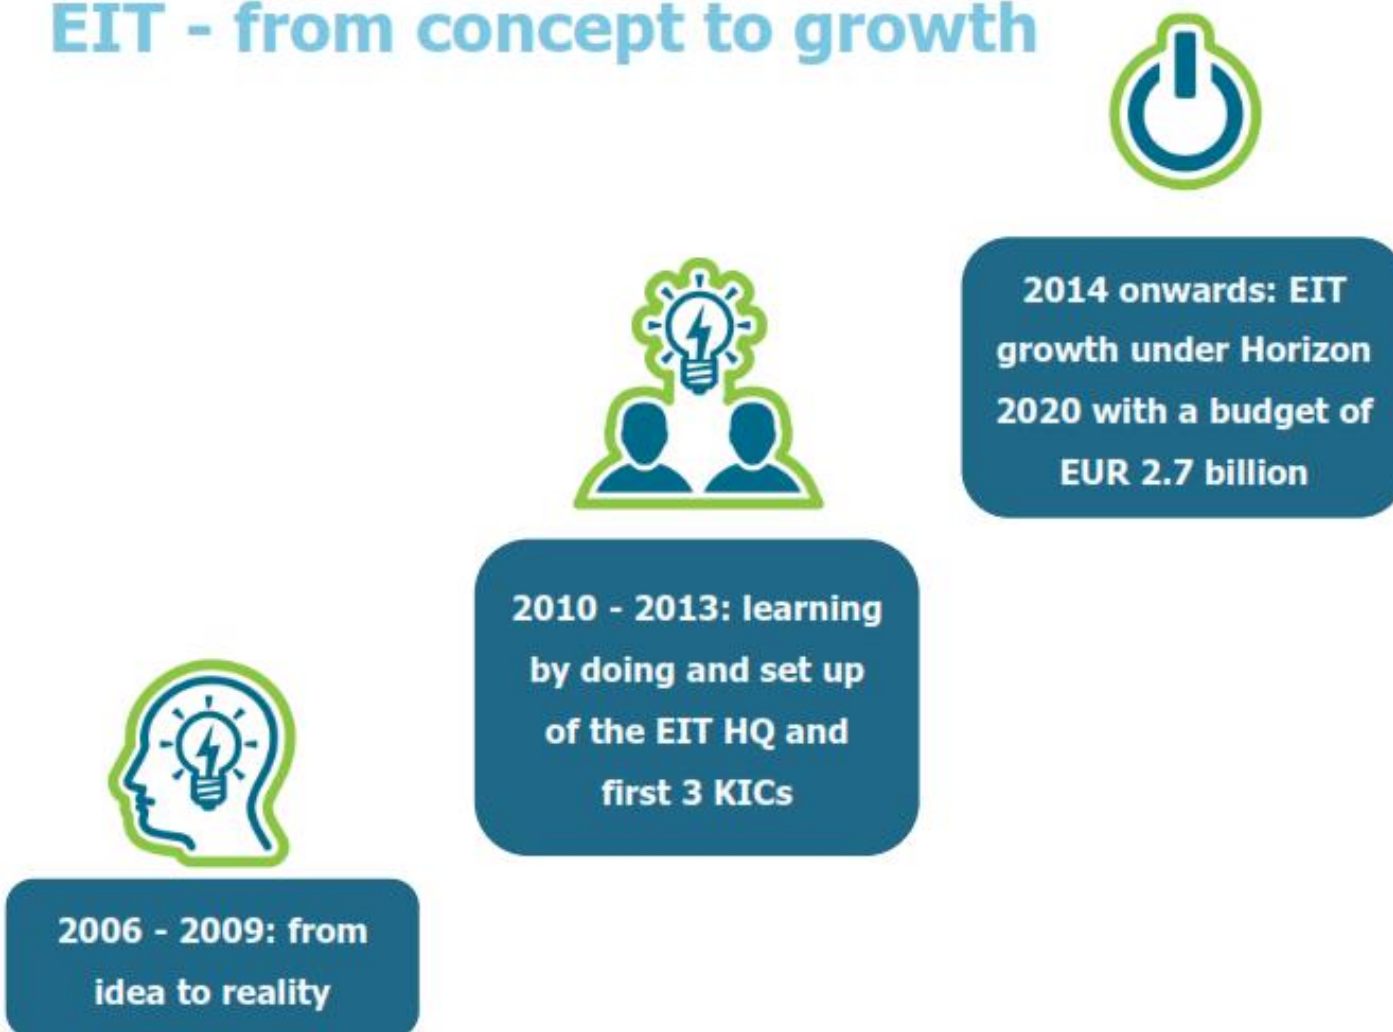 EIT - from concept to growth
2014 onwards: EIT
growth under Horizon
2020 with a budget of
EUR 2.7 billion
2010 - 2013: learning
by doing and set up
of the EIT HQ and
first 3 KICs
2006 - 2009: from
idea to reality